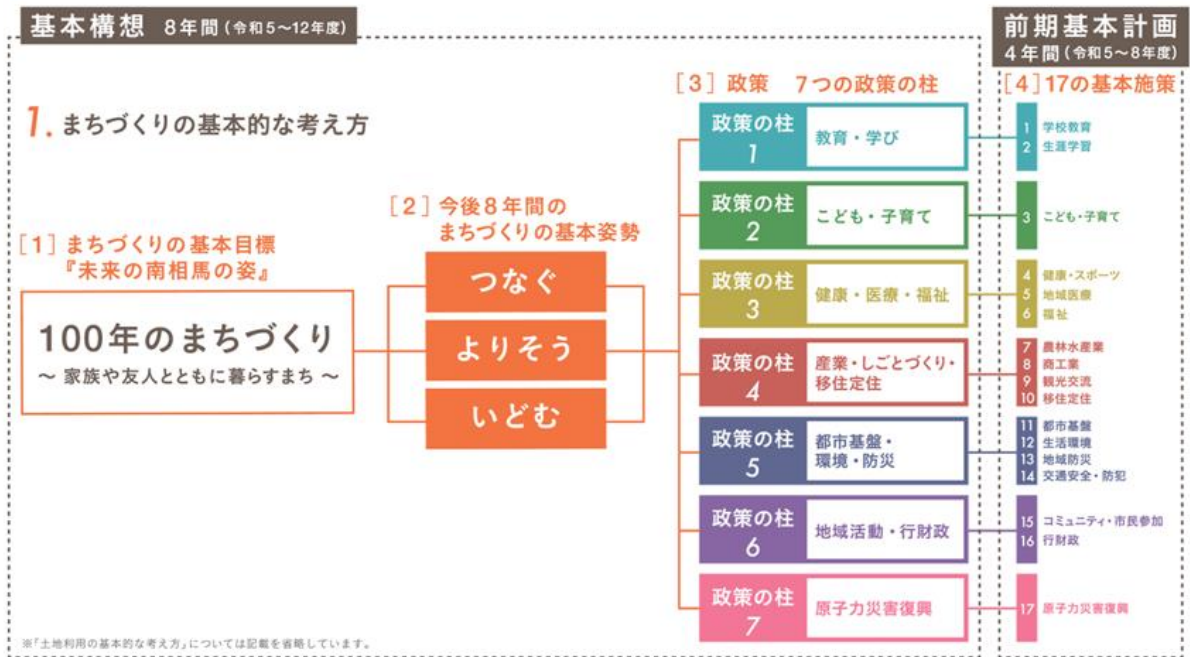 基本構想 8年間(令和5~12年度)
前期基本計画
4年間(令和5~8年度)
1. まちづくりの基本的な考え方
[1]まちづくりの基本目標
『未来の南相馬の姿』
100年のまちづくり
~ 家族や友人とともに暮らすまち ~
[2]今後8年間の
まちづくりの基本姿勢
つなぐ
よりそう
いどむ
[3]政策 7つの政策の柱
政策の柱
1
教育・学び
政策の柱
2
こども・子育て
政策の柱
3
健康・医療・福祉
政策の柱
4
産業・しごとづくり・
移住定住
政策の柱
5
都市基盤・
環境・防災
政策の柱
6
地域活動・行財政
政策の柱
7
原子力災害復興
[4]17の基本施策
1 学校教育
2 生涯学習
3 こども・子育て
4 健康・スポーツ
5 地域医療
6 福祉
7 農林水産業
8 商工業
9 観光交流
10 移住定住
11 都市基盤
12 生活環境
13 地域防災
14 交通安全・防犯
15 コミュニティ・市民参加
16 行財政
17 原子力災害復興
※「土地利用の基本的な考え方」については記載を省略しています。